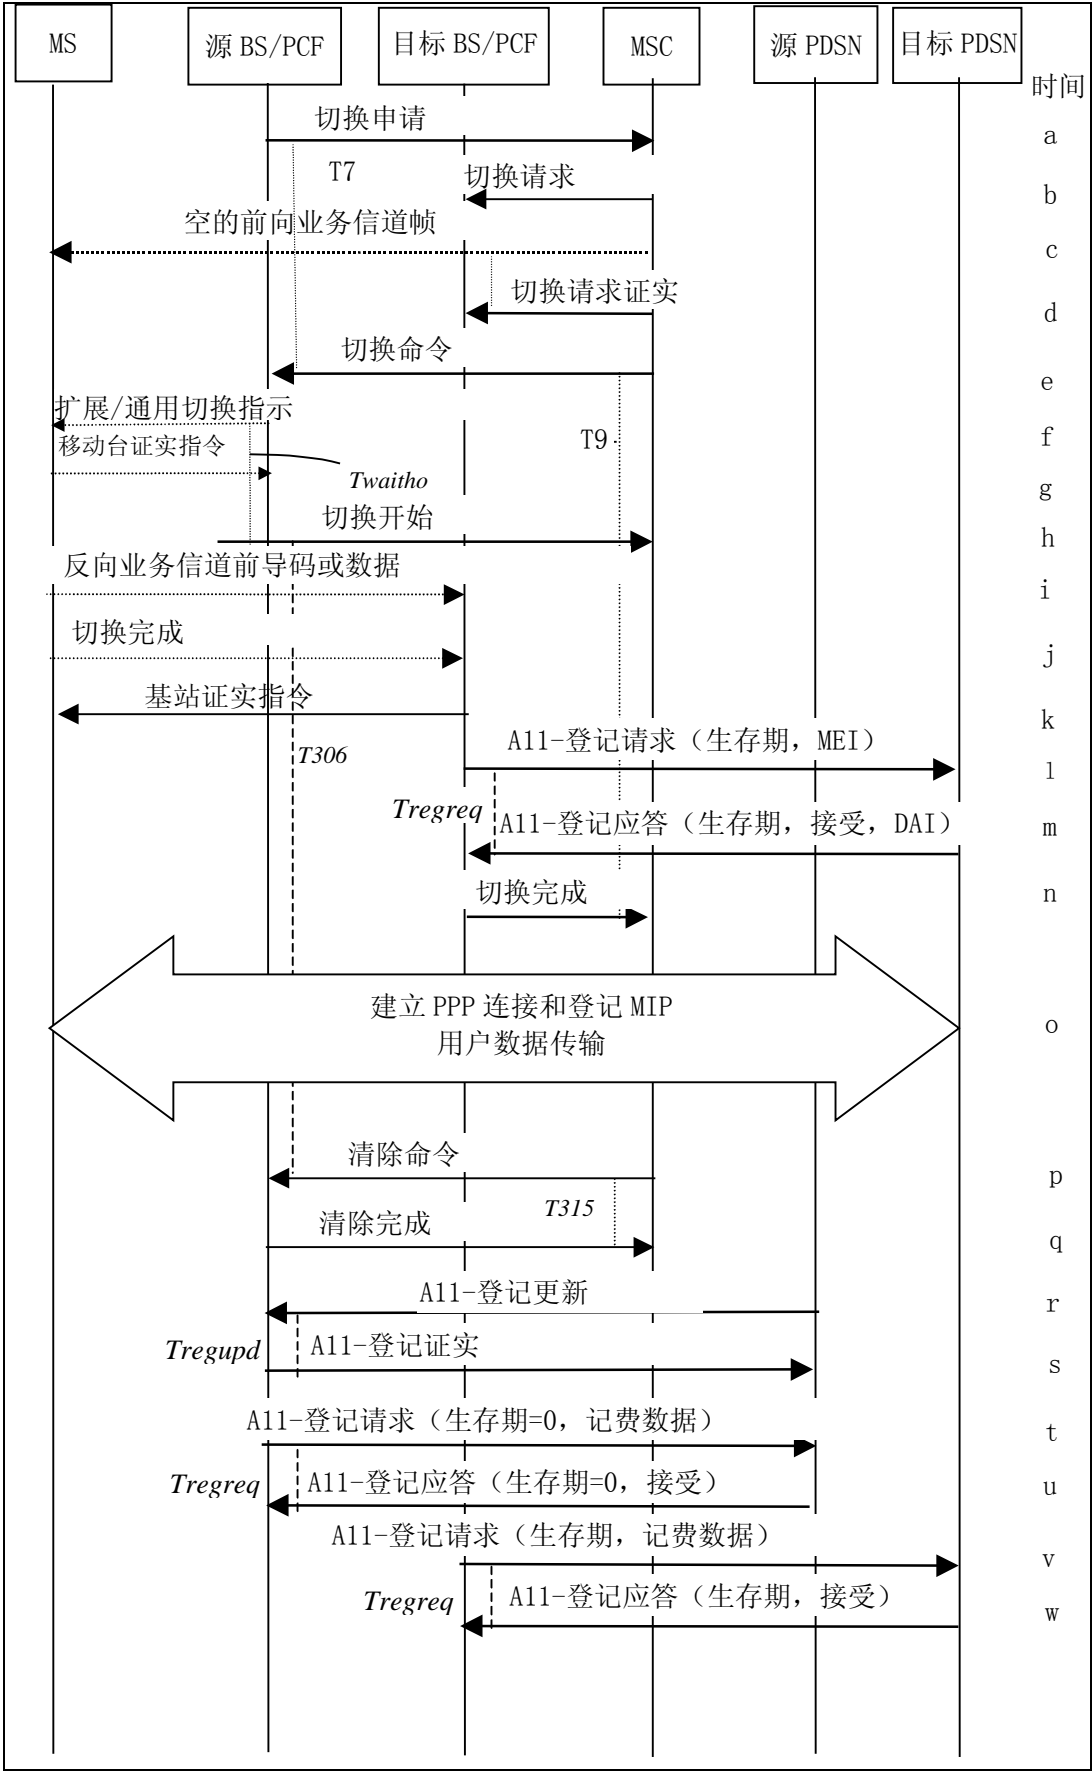 MS
源 BS/PCF
目标 BS/PCF
MSC
源 PDSN
目标 PDSN
时间
切换申请
a
T7
切换请求
b
空的前向业务信道帧
c
切换请求证实
d
切换命令
e
扩展/通用切换指示
f
移动台证实指令
T9
Twaitho
g
切换开始
h
反向业务信道前导码或数据
i
切换完成
j
基站证实指令
k
A11-登记请求（生存期，MEI）
T306
l
Tregreq
A11-登记应答（生存期，接受，DAI）
m
切换完成
n
建立 PPP 连接和登记 MIP
用户数据传输
o
清除命令
p
T315
清除完成
q
A11-登记更新
r
Tregupd
A11-登记证实
s
A11-登记请求（生存期=0，记费数据）
t
Tregreq
A11-登记应答（生存期=0，接受）
u
A11-登记请求（生存期，记费数据）
v
Tregreq
A11-登记应答（生存期，接受）
w